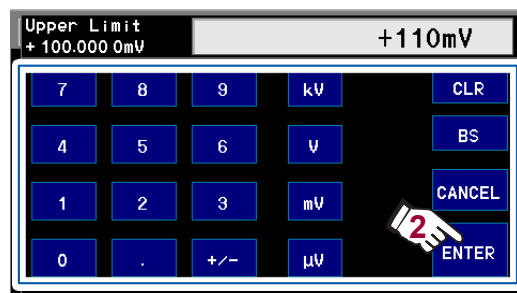 Upper Limit
+ 100.000 0mV
+110mV
7 8 9 kV CLR
4 5 6 V BS
1 2 3 mV CANCEL
2
0 . +/- µV ENTER